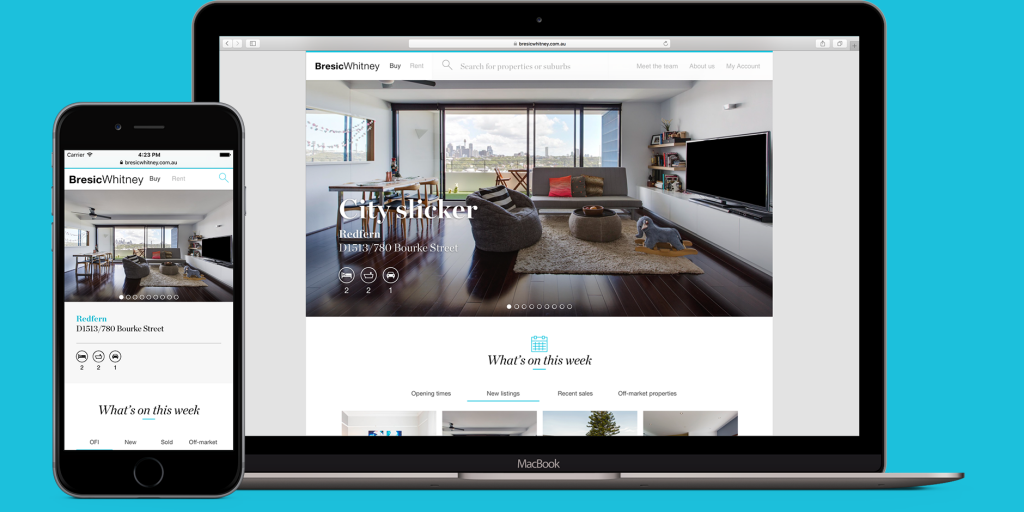 Carrier 4:23 PM
bresicwhitney.com.au
BresicWhitney Buy Rent
Redfern
D1513/780 Bourke Street
2 2 1
What's on this week
OFI New Sold Off-market
bresicwhitney.com.au
BresicWhitney Buy Rent Search for properties or suburbs Meet the team About us My Account
City slicker
Redfern
D1513/780 Bourke Street
2 2 1
What's on this week
Opening times New listings Recent sales Off-market properties
MacBook